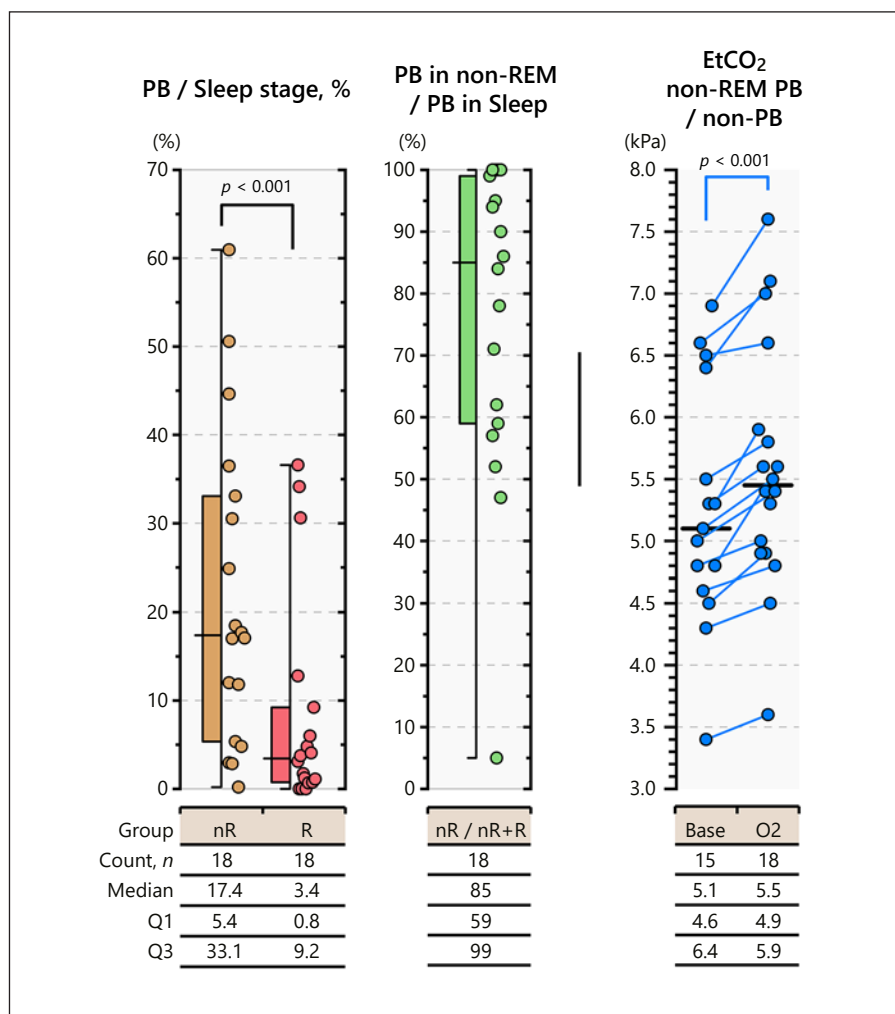 PB / Sleep stage, %
(%)
p < 0.001
70
60
50
40
30
20
10
0
PB in non-REM
/ PB in Sleep
(%)
100
90
80
70
60
50
40
30
20
10
0
EtCO₂
non-REM PB
/ non-PB
(kPa)
p < 0.001
8.0
7.5
7.0
6.5
6.0
5.5
5.0
4.5
4.0
3.5
3.0
Group nR R nR / nR+R Base O2
Count, n 18 18 18 15 18
Median 17.4 3.4 85 5.1 5.5
Q1 5.4 0.8 59 4.6 4.9
Q3 33.1 9.2 99 6.4 5.9